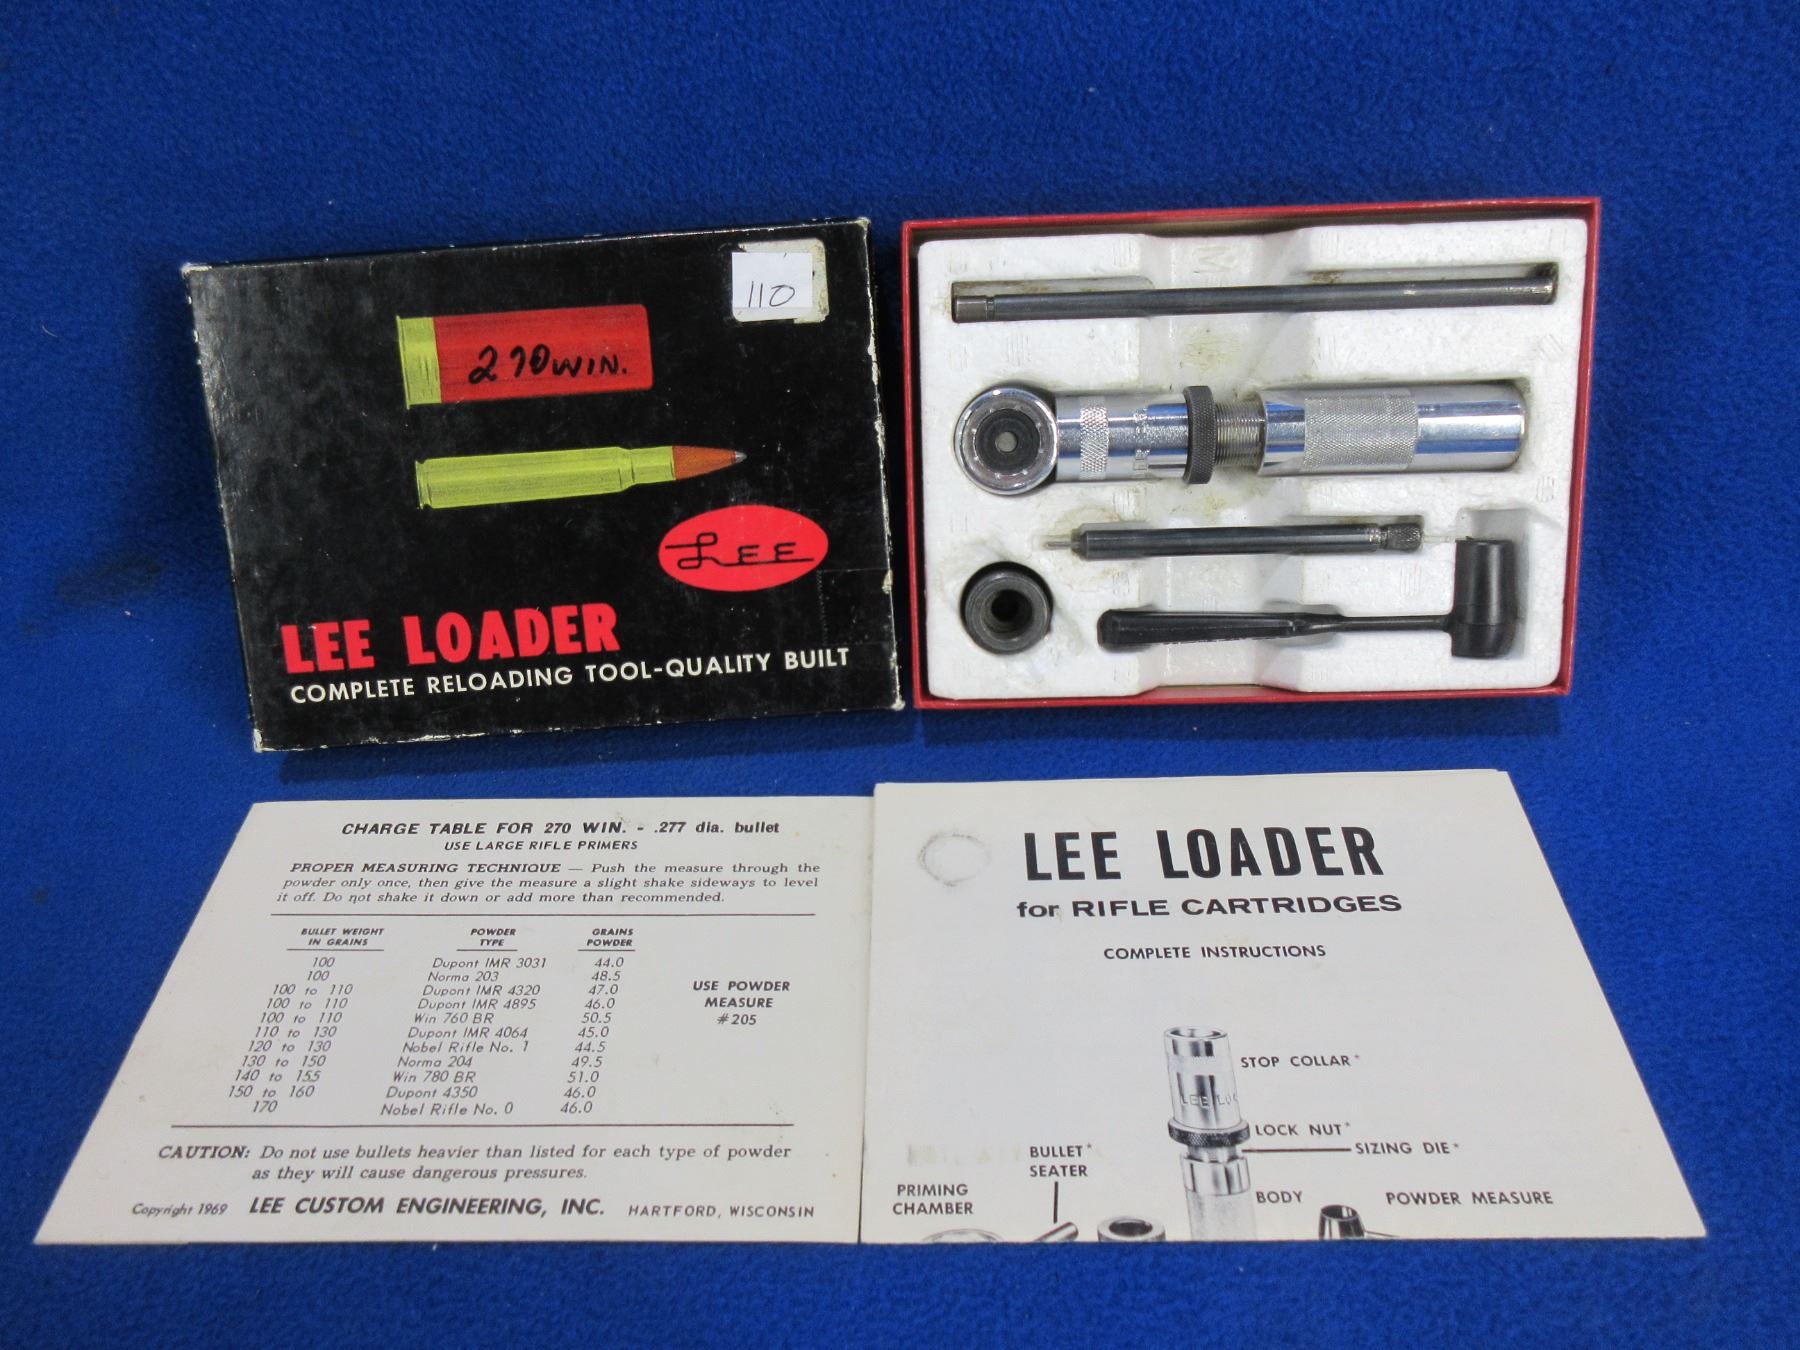 110
270 WIN.
LEE
LEE LOADER
COMPLETE RELOADING TOOL-QUALITY BUILT
CHARGE TABLE FOR 270 WIN. - .277 dia. bullet
USE LARGE RIFLE PRIMERS
PROPER MEASURING TECHNIQUE — Push the measure through the
powder only once, then give the measure a slight shake sideways to level
it off. Do not shake it down or add more than recommended.
BULLET WEIGHT IN GRAINS POWDER TYPE GRAINS POWDER
100 Dupont IMR 3031 44.0
100 Norma 203 48.5
100 to 110 Dupont IMR 4320 47.0
100 to 110 Dupont IMR 4895 46.0
100 to 110 Win 760 BR 50.5
110 to 130 Dupont IMR 4064 45.0
120 to 130 Nobel Rifle No. 1 44.5
130 to 150 Norma 204 49.5
140 to 155 Win 780 BR 51.0
150 to 160 Dupont 4350 46.0
170 Nobel Rifle No. 0 46.0
USE POWDER
MEASURE
#205
CAUTION: Do not use bullets heavier than listed for each type of powder
as they will cause dangerous pressures.
Copyright 1969 LEE CUSTOM ENGINEERING, INC. HARTFORD, WISCONSIN
LEE LOADER
for RIFLE CARTRIDGES
COMPLETE INSTRUCTIONS
STOP COLLAR*
LEE LO
LOCK NUT*
SIZING DIE*
BULLET*
SEATER
PRIMING
CHAMBER
BODY
POWDER MEASURE